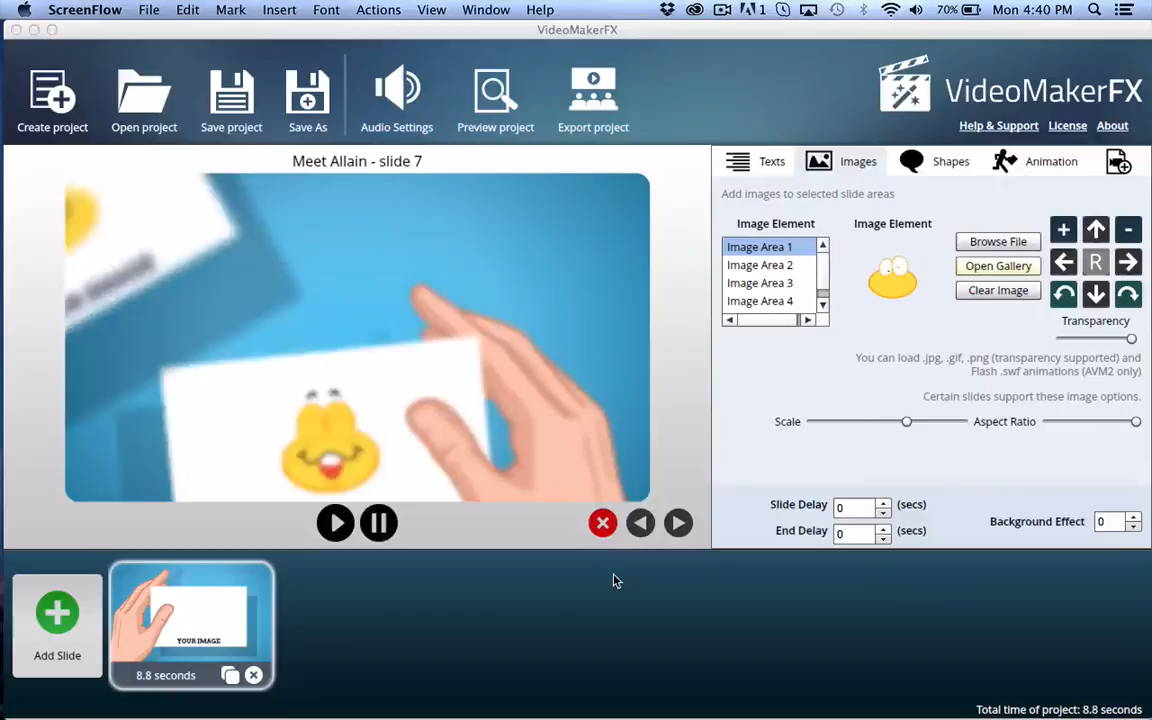 ScreenFlow File Edit Mark Insert Font Actions View Window Help 1 70% Mon 4:40 PM
VideoMakerFX
Create project Open project Save project Save As Audio Settings Preview project Export project
VideoMakerFX
Help & Support License About
Meet Allain - slide 7
Texts Images Shapes Animation
Add images to selected slide areas
Image Element Image Element
Image Area 1
Image Area 2
Image Area 3
Image Area 4
Browse File
Open Gallery
Clear Image
+ -
R
Transparency
You can load .jpg, .gif, .png (transparency supported) and
Flash .swf animations (AVM2 only)
Certain slides support these image options.
Scale Aspect Ratio
Slide Delay 0 (secs)
End Delay 0 (secs)
Background Effect 0
Add Slide
YOUR IMAGE
8.8 seconds
Total time of project: 8.8 seconds